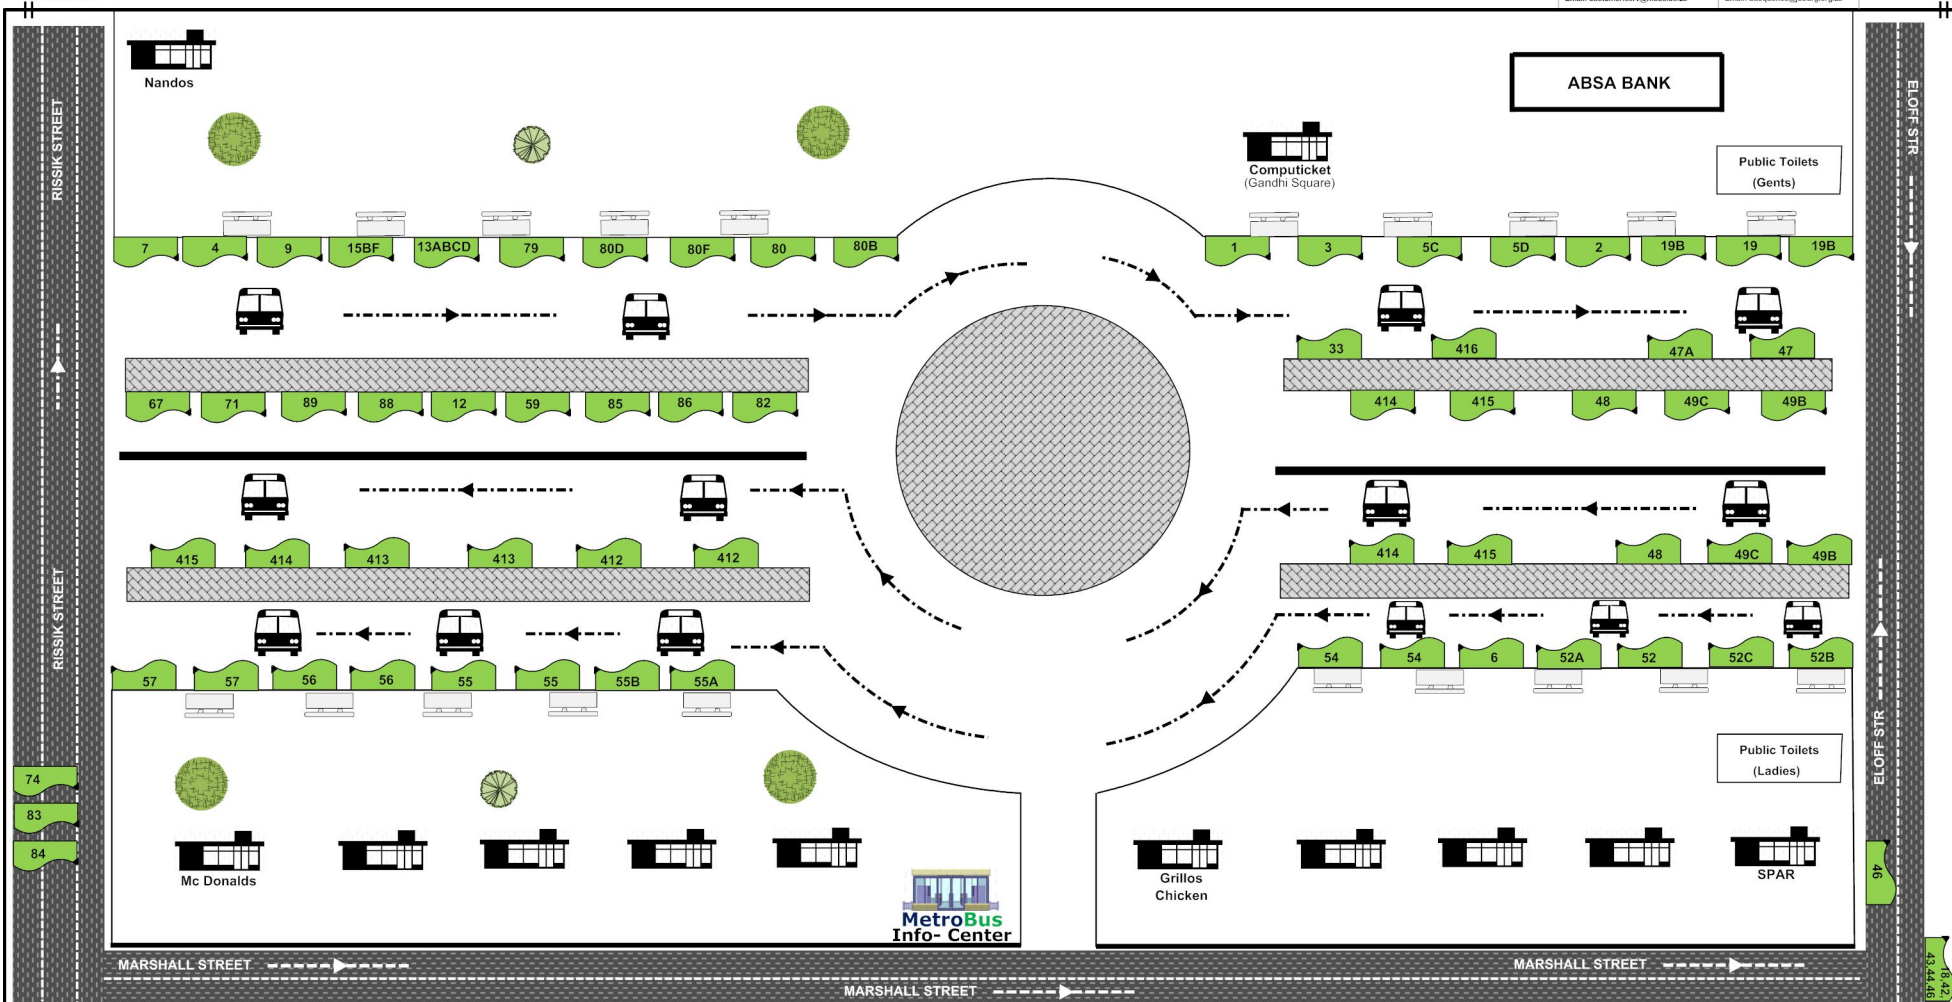 Nandos
ABSA BANK
Computicket
(Gandhi Square)
Public Toilets
(Gents)
RISSIK STREET
ELOFF STR
7 4 9 15BF 13ABCD 79 80D 80F 80 80B
1 3 5C 5D 2 19B 19 19B
33 416 47A 47
67 71 89 88 12 59 85 86 82
414 415 48 49C 49B
415 414 413 413 412 412
414 415 48 49C 49B
57 57 56 56 55 55 55B 55A
54 54 6 52A 52 52C 52B
RISSIK STREET
ELOFF STR
Public Toilets
(Ladies)
74
83
84
46
Mc Donalds
Grillos
Chicken
SPAR
MetroBus
Info- Center
18,42,
43,44,46
MARSHALL STREET
MARSHALL STREET
MARSHALL STREET